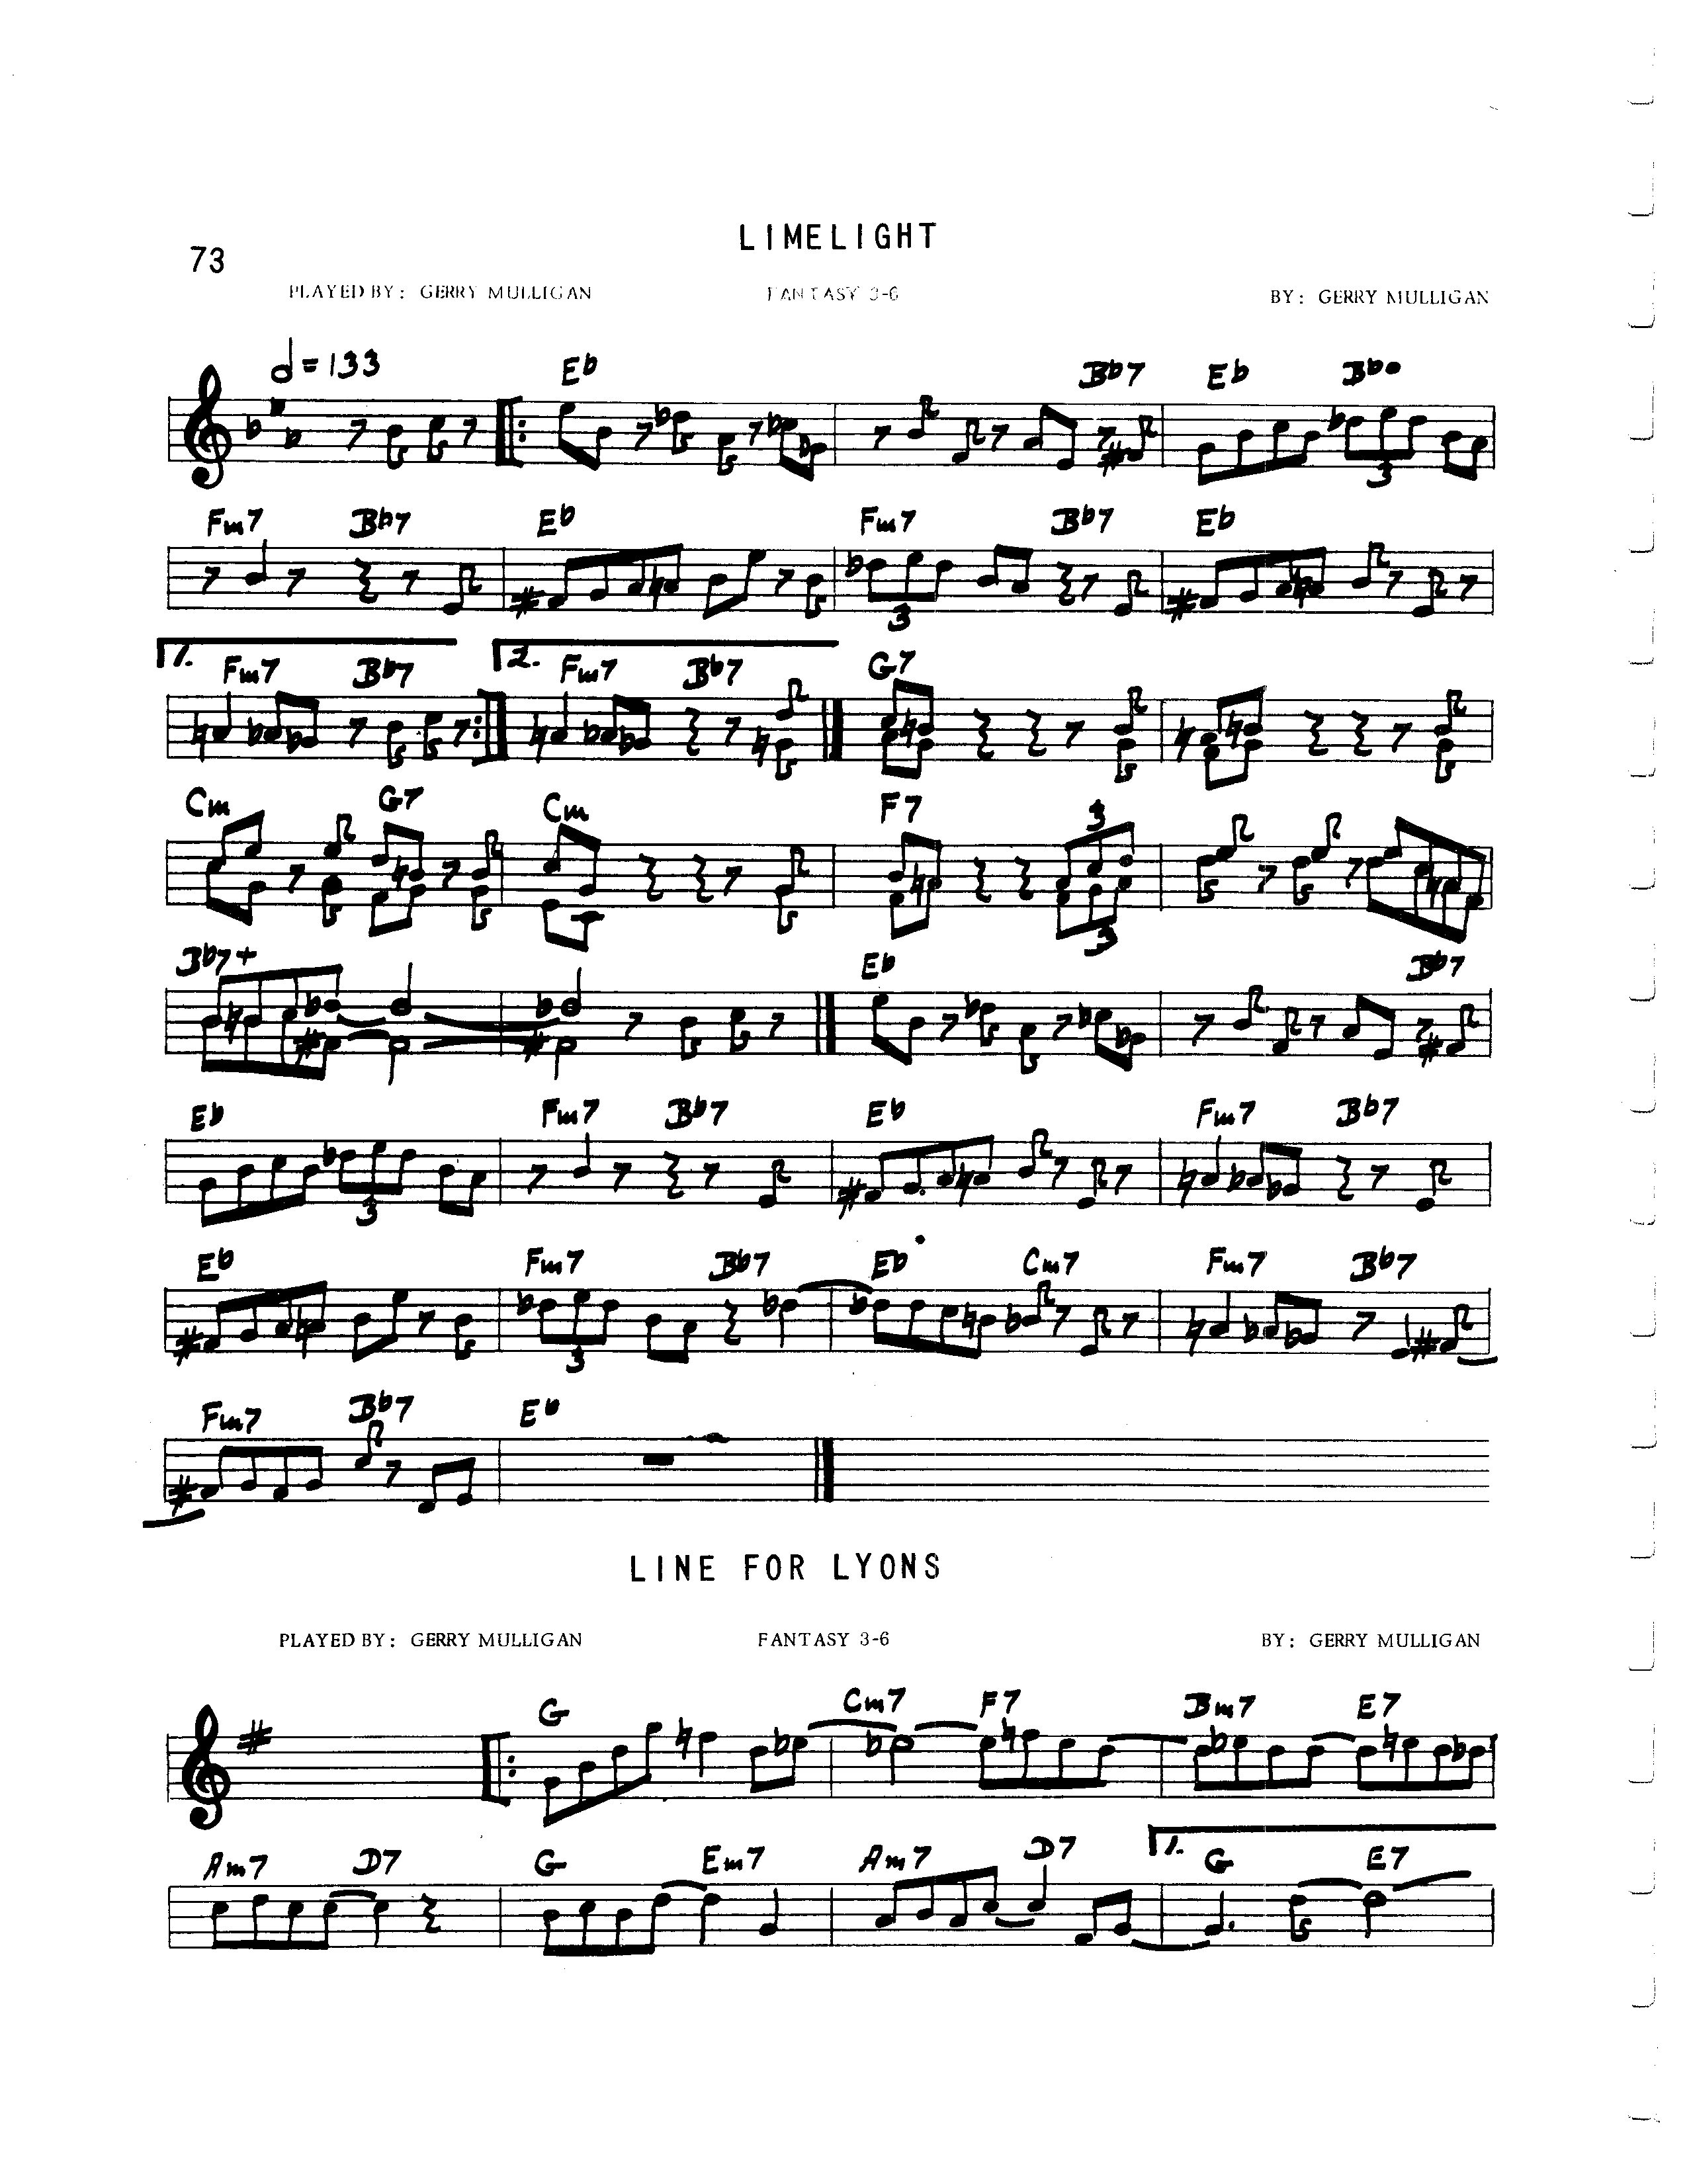 LIMELIGHT
73
PLAYED BY: GERRY MULLIGAN FANTASY 3-6 BY: GERRY MULLIGAN
𝅗𝅥 = 133 Eb Bb7 Eb Bbo
3
Fm7 Bb7 Eb Fm7 Bb7 Eb
3
1. Fm7 Bb7 2. Fm7 Bb7 G7
Cm G7 Cm F7 3
3
Bb7+ Eb Bb7
Eb Fm7 Bb7 Eb Fm7 Bb7
3
Eb Fm7 Bb7 Eb Cm7 Fm7 Bb7
3
Fm7 Bb7 Eb
LINE FOR LYONS
PLAYED BY: GERRY MULLIGAN FANTASY 3-6 BY: GERRY MULLIGAN
G Cm7 F7 Bm7 E7
Am7 D7 G Em7 Am7 D7 1. G E7